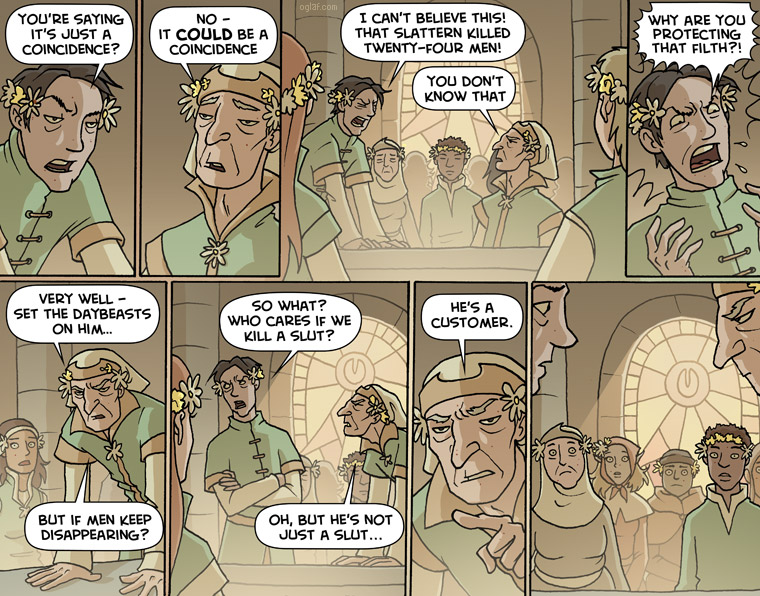 YOU'RE SAYING
IT'S JUST A
COINCIDENCE?
NO –
IT COULD BE A
COINCIDENCE
oglaf.com
I CAN'T BELIEVE THIS!
THAT SLATTERN KILLED
TWENTY-FOUR MEN!
YOU DON'T
KNOW THAT
WHY ARE YOU
PROTECTING
THAT FILTH?!
VERY WELL –
SET THE DAYBEASTS
ON HIM...
BUT IF MEN KEEP
DISAPPEARING?
SO WHAT?
WHO CARES IF WE
KILL A SLUT?
OH, BUT HE'S NOT
JUST A SLUT...
HE'S A
CUSTOMER.